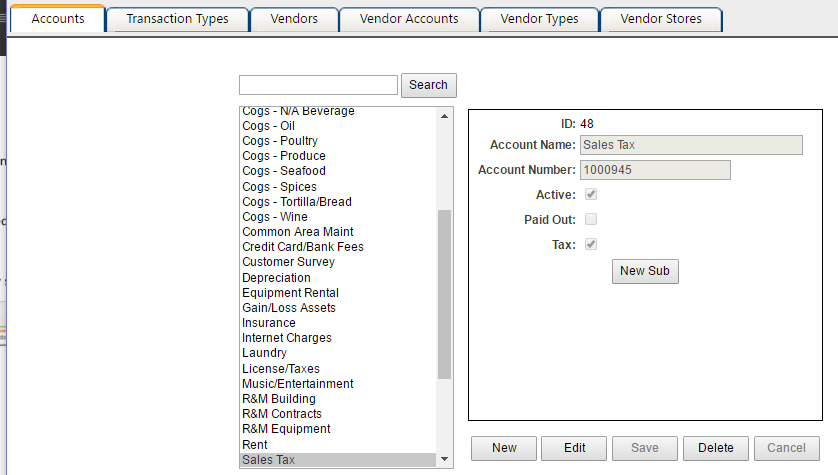 Accounts Transaction Types Vendors Vendor Accounts Vendor Types Vendor Stores
Search
Cogs - N/A Beverage
Cogs - Oil
Cogs - Poultry
Cogs - Produce
Cogs - Seafood
Cogs - Spices
Cogs - Tortilla/Bread
Cogs - Wine
Common Area Maint
Credit Card/Bank Fees
Customer Survey
Depreciation
Equipment Rental
Gain/Loss Assets
Insurance
Internet Charges
Laundry
License/Taxes
Music/Entertainment
R&M Building
R&M Contracts
R&M Equipment
Rent
Sales Tax
ID: 48
Account Name: Sales Tax
Account Number: 1000945
Active:
Paid Out:
Tax:
New Sub
New Edit Save Delete Cancel